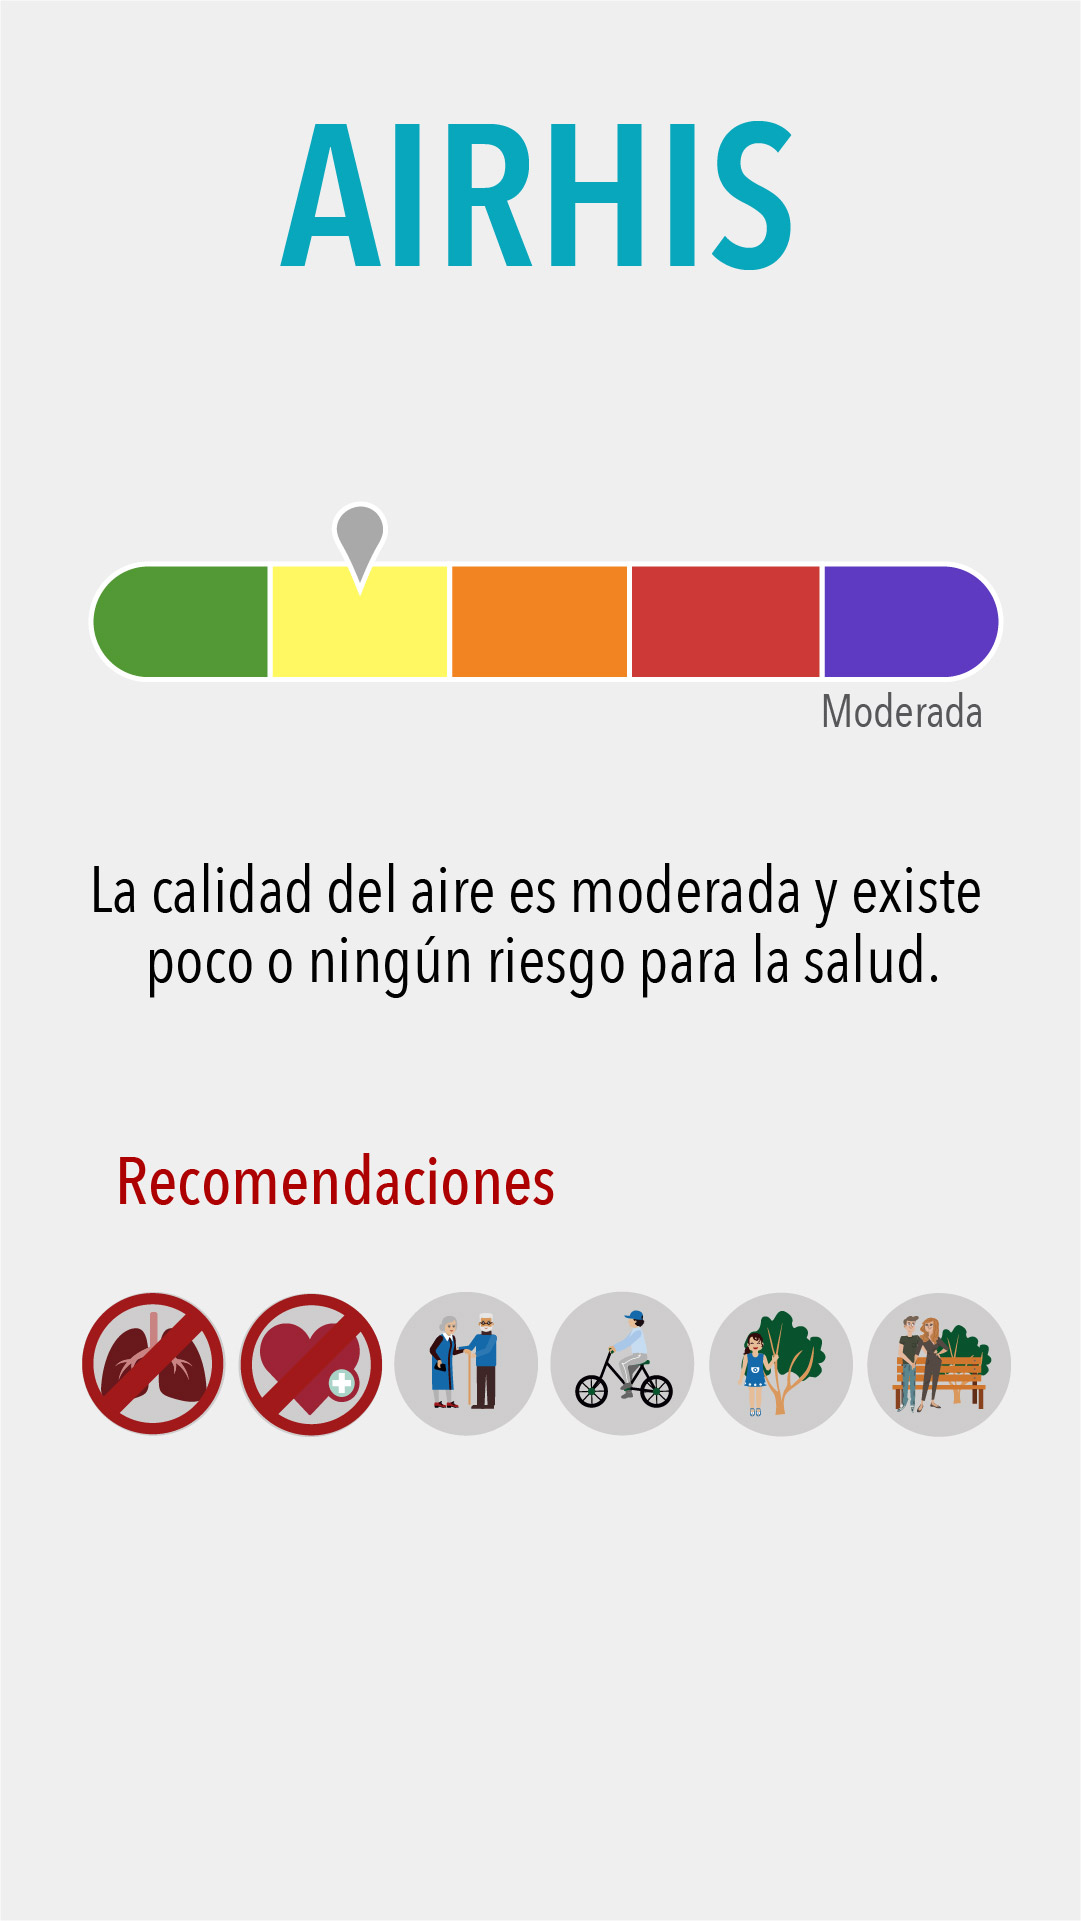 AIRHIS
Moderada
La calidad del aire es moderada y existe
poco o ningún riesgo para la salud.
Recomendaciones